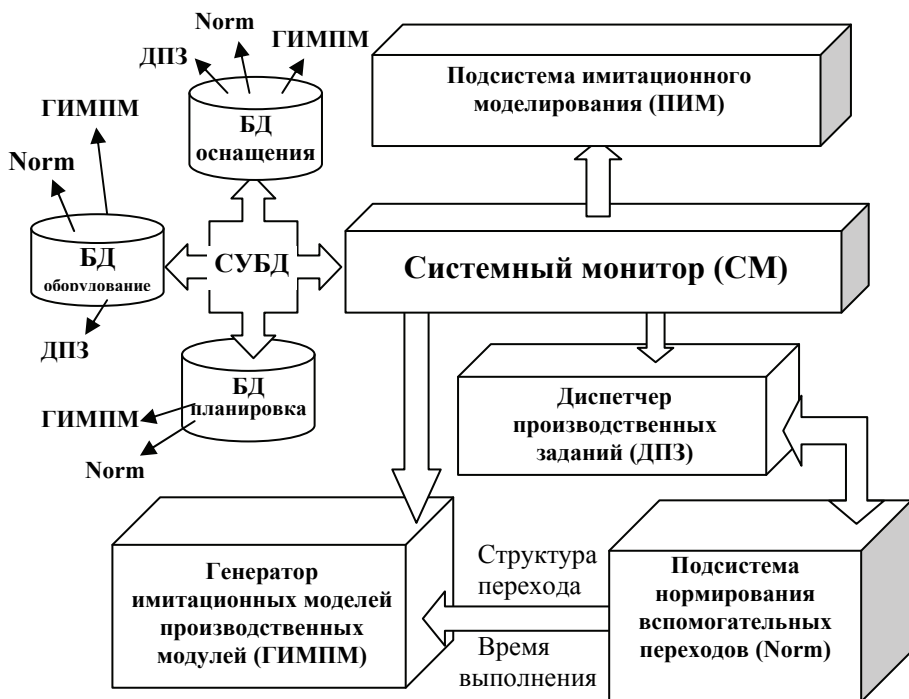 Norm
ДПЗ
ГИМПМ
БД
оснащения
Подсистема имитационного
моделирования (ПИМ)
ГИМПМ
Norm
БД
оборудование
ДПЗ
СУБД
Системный монитор (СМ)
БД
планировка
ГИМПМ
Norm
Диспетчер
производственных
заданий (ДПЗ)
Генератор
имитационных моделей
производственных
модулей (ГИМПМ)
Структура
перехода
Время
выполнения
Подсистема
нормирования
вспомогательных
переходов (Norm)